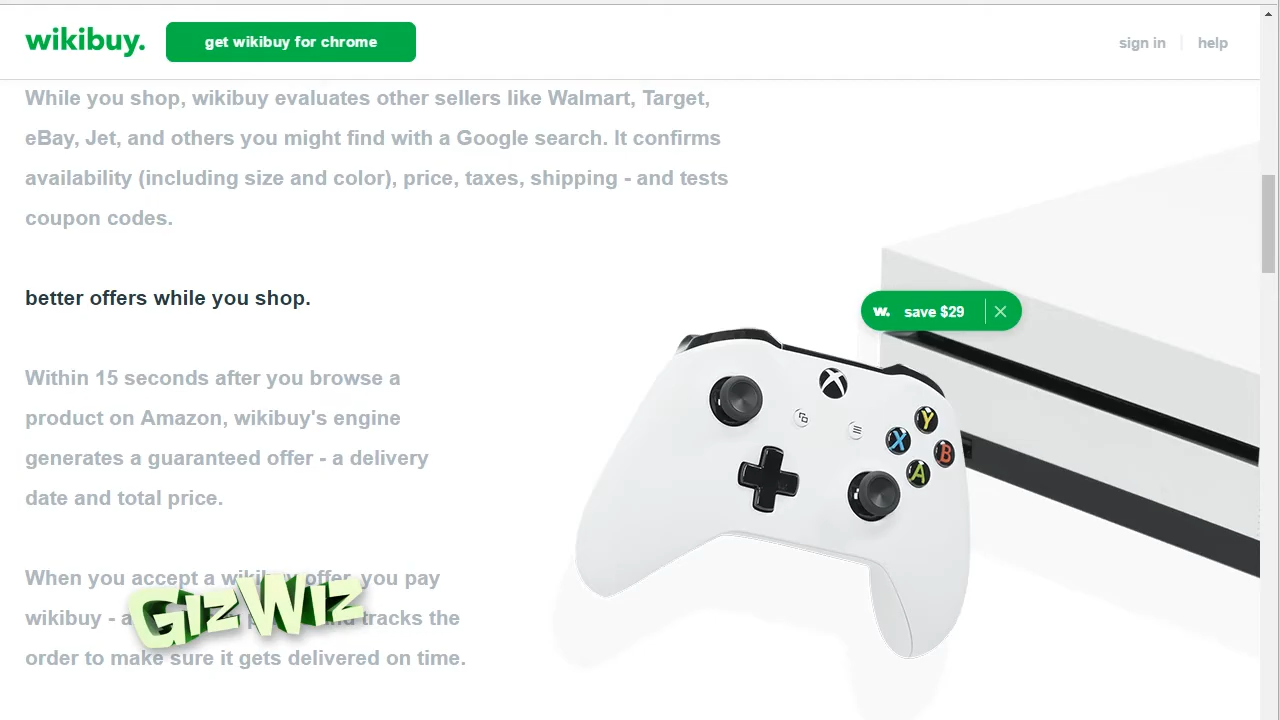 wikibuy.
get wikibuy for chrome
sign in
help
While you shop, wikibuy evaluates other sellers like Walmart, Target,
eBay, Jet, and others you might find with a Google search. It confirms
availability (including size and color), price, taxes, shipping - and tests
coupon codes.
better offers while you shop.
w. save $29
Within 15 seconds after you browse a
product on Amazon, wikibuy's engine
generates a guaranteed offer - a delivery
date and total price.
Y
X
B
A
When you accept a wikibuy offer, you pay
wikibuy - tracks the
order to make sure it gets delivered on time.
GizWiz